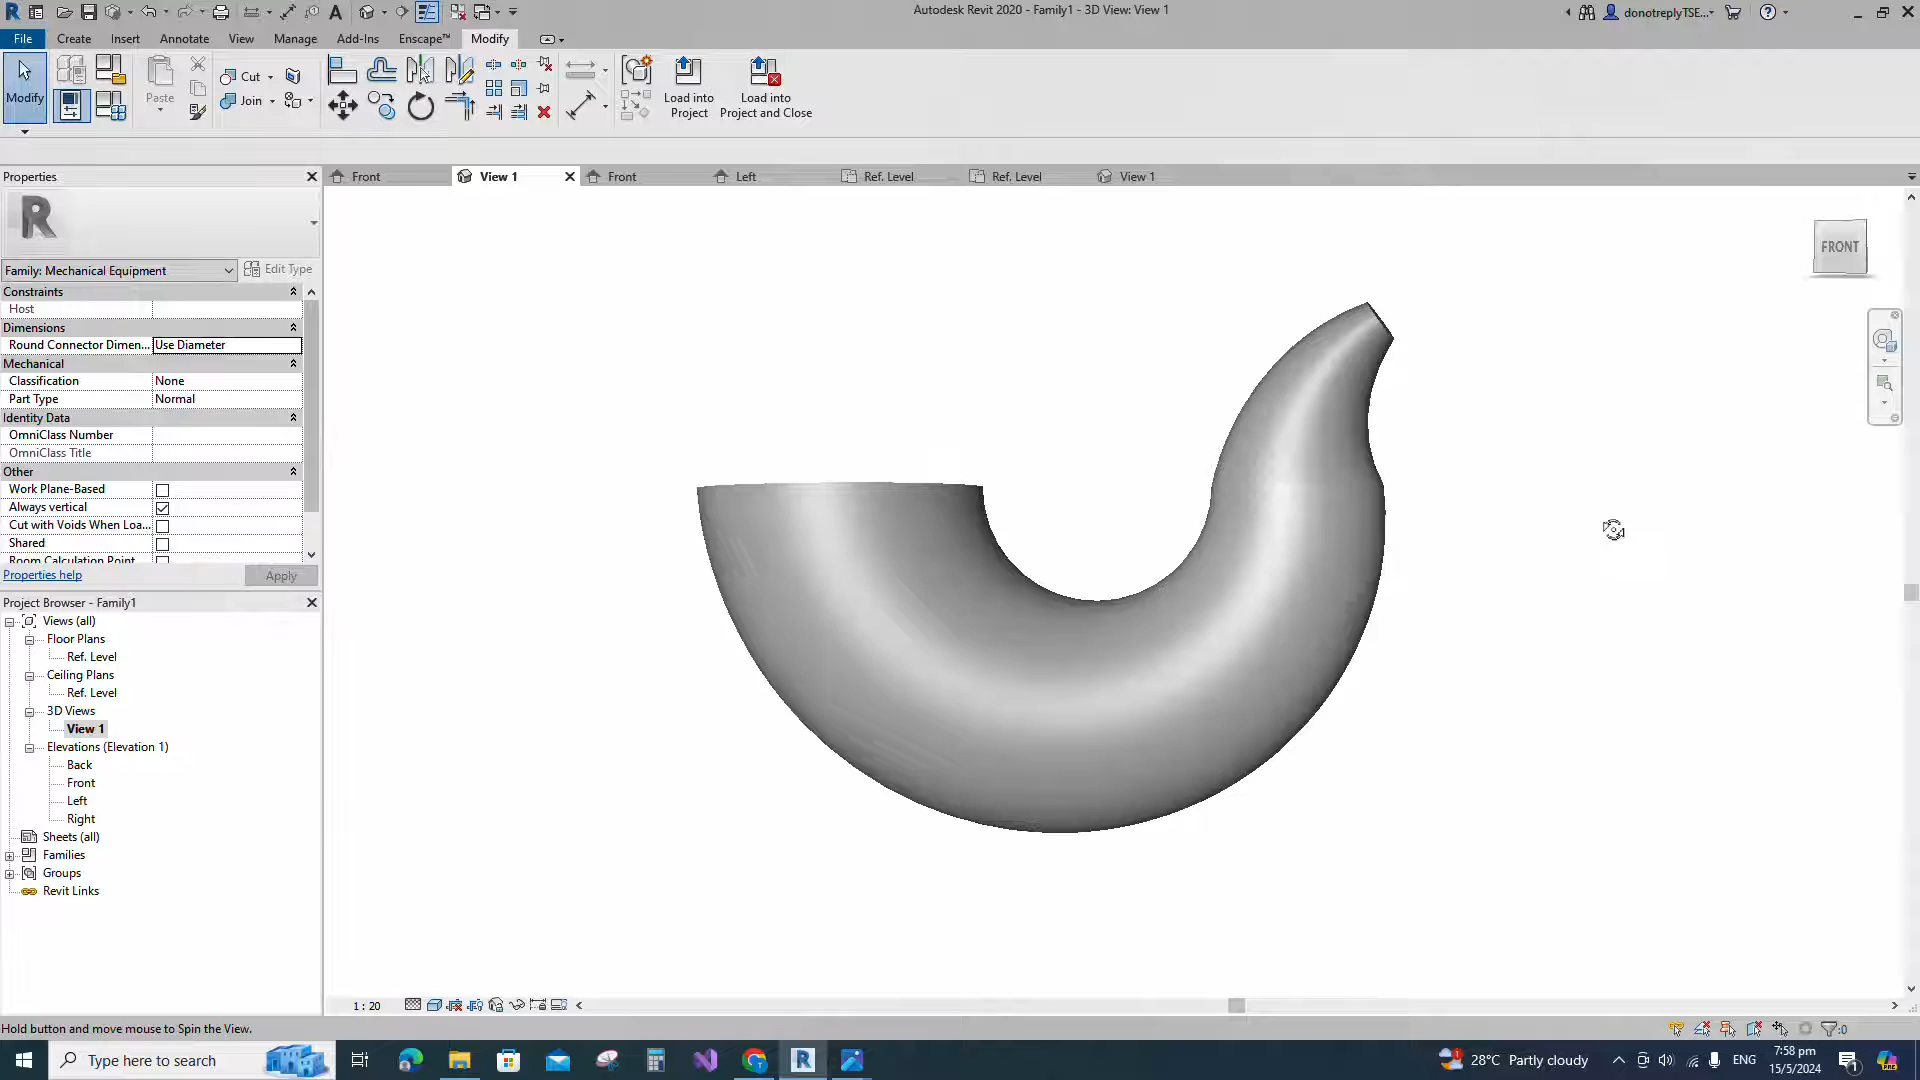 Autodesk Revit 2020 - Family1 - 3D View: View 1
donotreplyTSE...
File
Create
Insert
Annotate
View
Manage
Add-Ins
Enscape™
Modify
Modify
Paste
Cut
Join
Load into
Project
Load into
Project and Close
Properties
Front
View 1
Front
Left
Ref. Level
Ref. Level
View 1
R
FRONT
Family: Mechanical Equipment
Edit Type
Constraints
Host
Dimensions
Round Connector Dimen...
Use Diameter
Mechanical
Classification
None
Part Type
Normal
Identity Data
OmniClass Number
OmniClass Title
Other
Work Plane-Based
Always vertical
Cut with Voids When Loa...
Shared
Room Calculation Point
Properties help
Apply
Project Browser - Family1
Views (all)
Floor Plans
Ref. Level
Ceiling Plans
Ref. Level
3D Views
View 1
Elevations (Elevation 1)
Back
Front
Left
Right
Sheets (all)
Families
Groups
Revit Links
1 : 20
Hold button and move mouse to Spin the View.
:0
Type here to search
28°C Partly cloudy
ENG
7:58 pm
15/5/2024
1